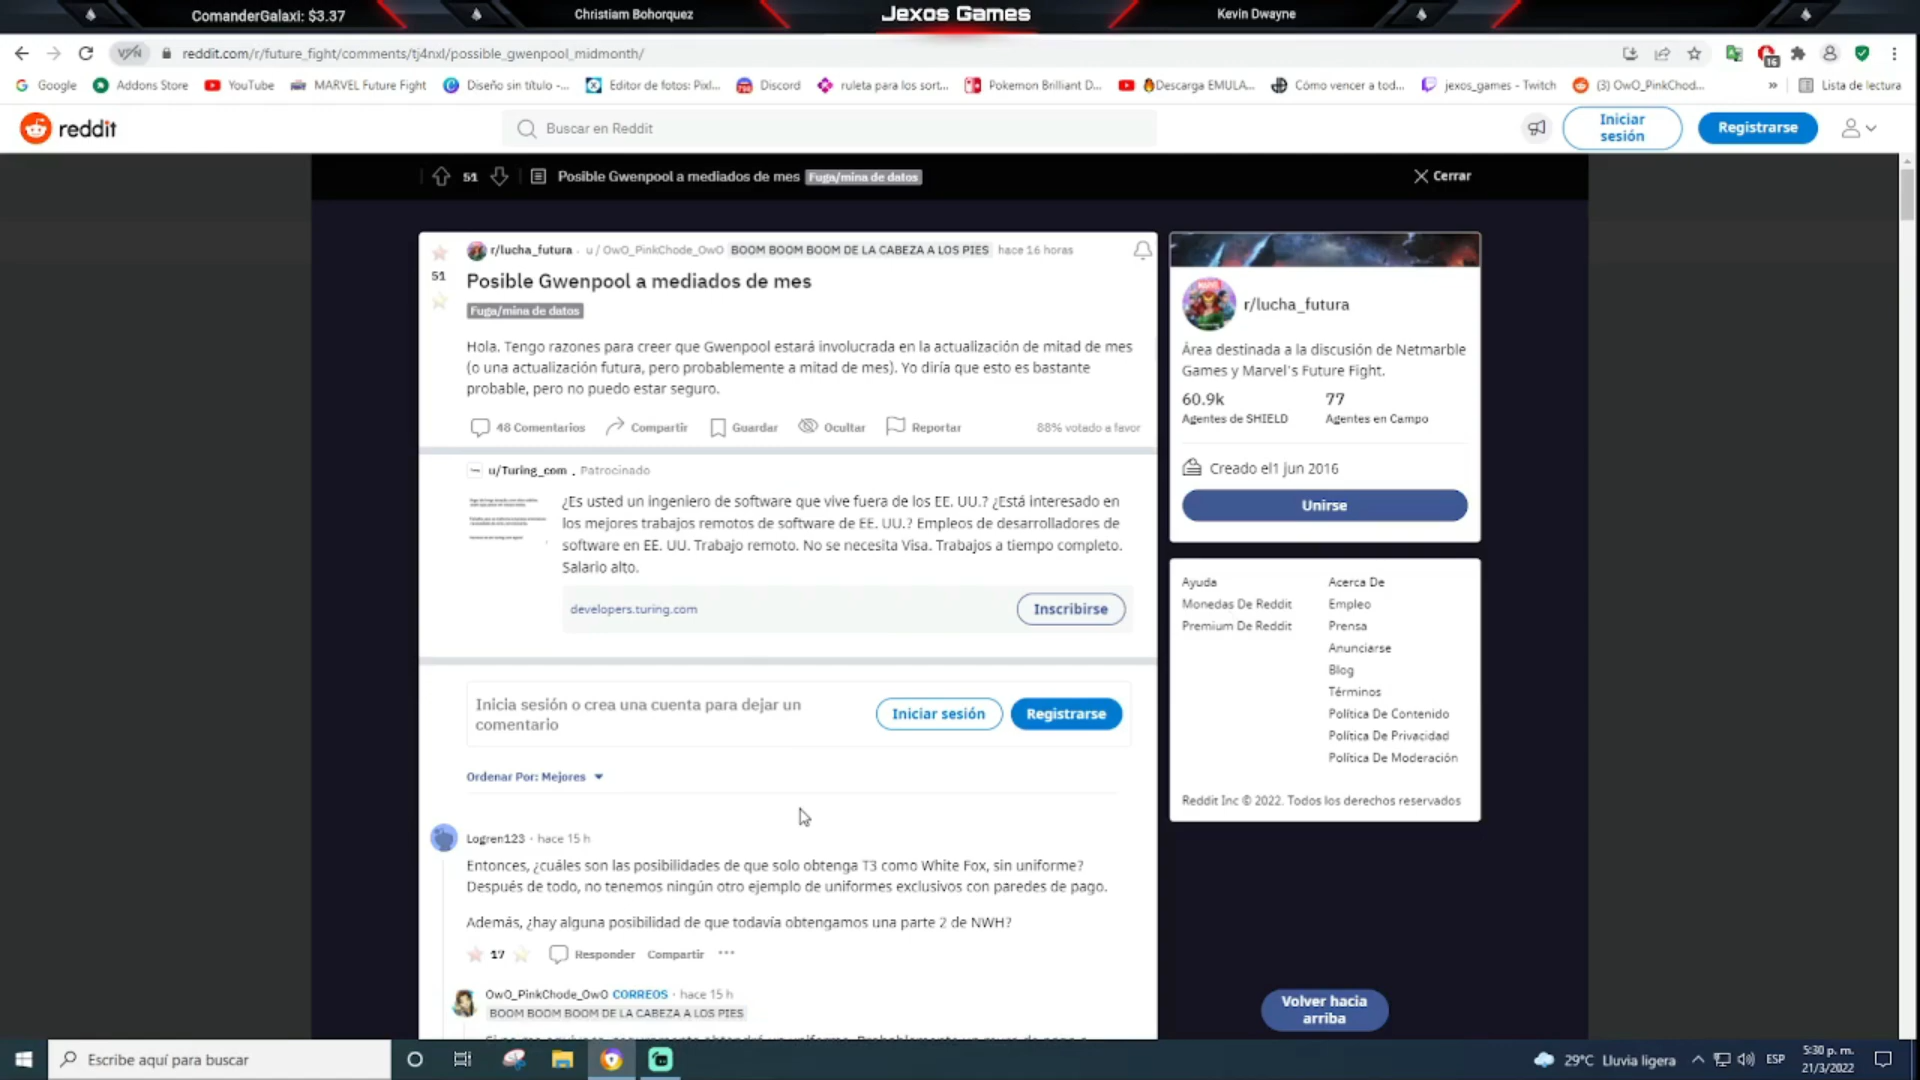 ComanderGalaxi: $3.37
Christiam Bohorquez
Jexos Games
Kevin Dwayne
VPN
reddit.com/r/future_fight/comments/tj4nxl/possible_gwenpool_midmonth/
16
Google
Addons Store
YouTube
MARVEL Future Fight
Diseño sin título -...
Editor de fotos: Pixl...
Discord
ruleta para los sort...
Pokemon Brilliant D...
Descarga EMULA...
Cómo vencer a tod...
jexos_games - Twitch
(3) OwO_PinkChod...
»
Lista de lectura
reddit
Buscar en Reddit
Iniciar
sesión
Registrarse
51
Posible Gwenpool a mediados de mes Fuga/mina de datos
Cerrar
r/lucha_futura · u / OwO_PinkChode_OwO BOOM BOOM BOOM DE LA CABEZA A LOS PIES hace 16 horas
51
Posible Gwenpool a mediados de mes
Fuga/mina de datos
Hola. Tengo razones para creer que Gwenpool estará involucrada en la actualización de mitad de mes
(o una actualización futura, pero probablemente a mitad de mes). Yo diría que esto es bastante
probable, pero no puedo estar seguro.
48 Comentarios
Compartir
Guardar
Ocultar
Reportar
88% votado a favor
u/Turing_com . Patrocinado
¿Es usted un ingeniero de software que vive fuera de los EE. UU.? ¿Está interesado en
los mejores trabajos remotos de software de EE. UU.? Empleos de desarrolladores de
software en EE. UU. Trabajo remoto. No se necesita Visa. Trabajos a tiempo completo.
Salario alto.
developers.turing.com
Inscribirse
Inicia sesión o crea una cuenta para dejar un
comentario
Iniciar sesión
Registrarse
Ordenar Por: Mejores
Logren123 · hace 15 h
Entonces, ¿cuáles son las posibilidades de que solo obtenga T3 como White Fox, sin uniforme?
Después de todo, no tenemos ningún otro ejemplo de uniformes exclusivos con paredes de pago.
Además, ¿hay alguna posibilidad de que todavía obtengamos una parte 2 de NWH?
17
Responder
Compartir
...
OwO_PinkChode_OwO CORREOS · hace 15 h
BOOM BOOM BOOM DE LA CABEZA A LOS PIES
MARVEL
r/lucha_futura
Área destinada a la discusión de Netmarble
Games y Marvel's Future Fight.
60.9k
77
Agentes de SHIELD
Agentes en Campo
Creado el1 jun 2016
Unirse
Ayuda
Acerca De
Monedas De Reddit
Empleo
Premium De Reddit
Prensa
Anunciarse
Blog
Términos
Política De Contenido
Política De Privacidad
Política De Moderación
Reddit Inc © 2022. Todos los derechos reservados
Volver hacia
arriba
Escribe aquí para buscar
29°C Lluvia ligera
ESP
5:30 p. m.
21/3/2022